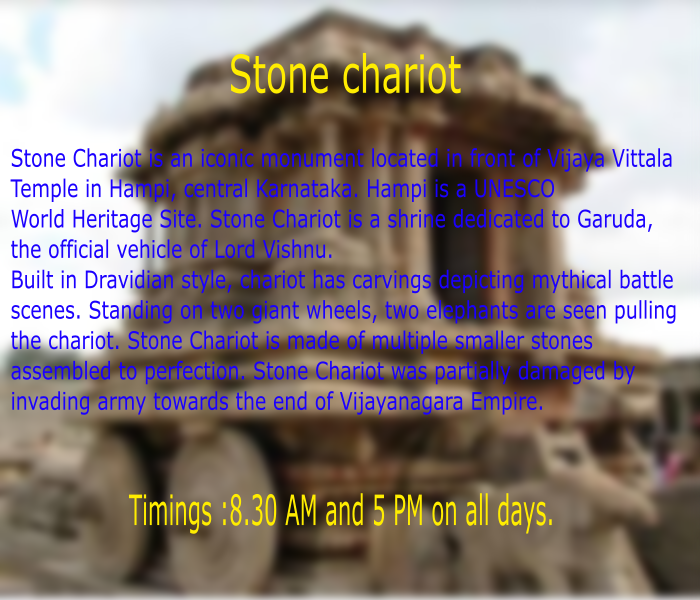 Stone chariot
Stone Chariot is an iconic monument located in front of Vijaya Vittala
Temple in Hampi, central Karnataka. Hampi is a UNESCO
World Heritage Site. Stone Chariot is a shrine dedicated to Garuda,
the official vehicle of Lord Vishnu.
Built in Dravidian style, chariot has carvings depicting mythical battle
scenes. Standing on two giant wheels, two elephants are seen pulling
the chariot. Stone Chariot is made of multiple smaller stones
assembled to perfection. Stone Chariot was partially damaged by
invading army towards the end of Vijayanagara Empire.
Timings :8.30 AM and 5 PM on all days.